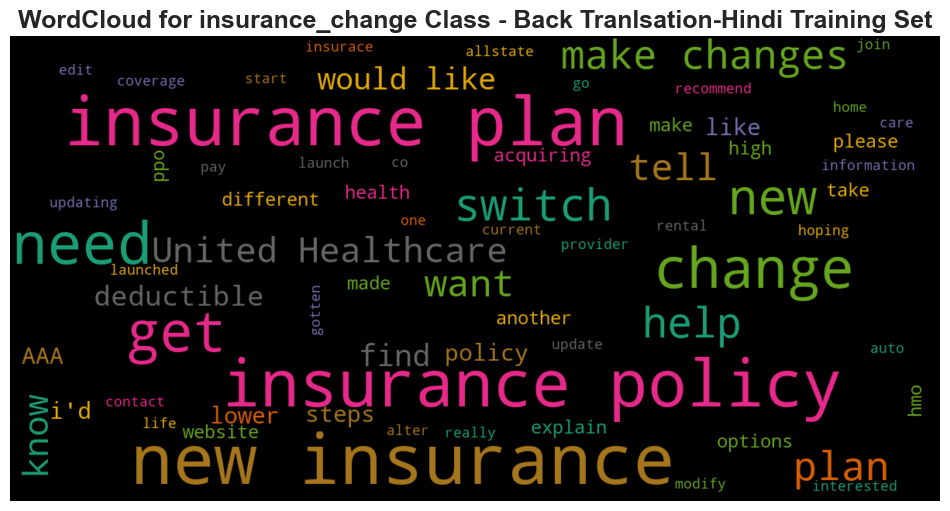 WordCloud for insurance_change Class - Back Tranlsation-Hindi Training Set
insurace
allstate
make changes
join
edit
coverage
start
would like
go
recommend
insurance plan
home
make
like
care
please
high
information
ppo
pay
launch
co
acquiring
tell
updating
different
health
switch
new
take
one
current
rental
hoping
need
United Healthcare
provider
launched
change
deductible
gotten
made
want
another
help
get
AAA
find
policy
update
auto
insurance policy
hmo
know
i'd
contact
life
lower
steps
website
alter
really
explain
options
new insurance
plan
modify
interested